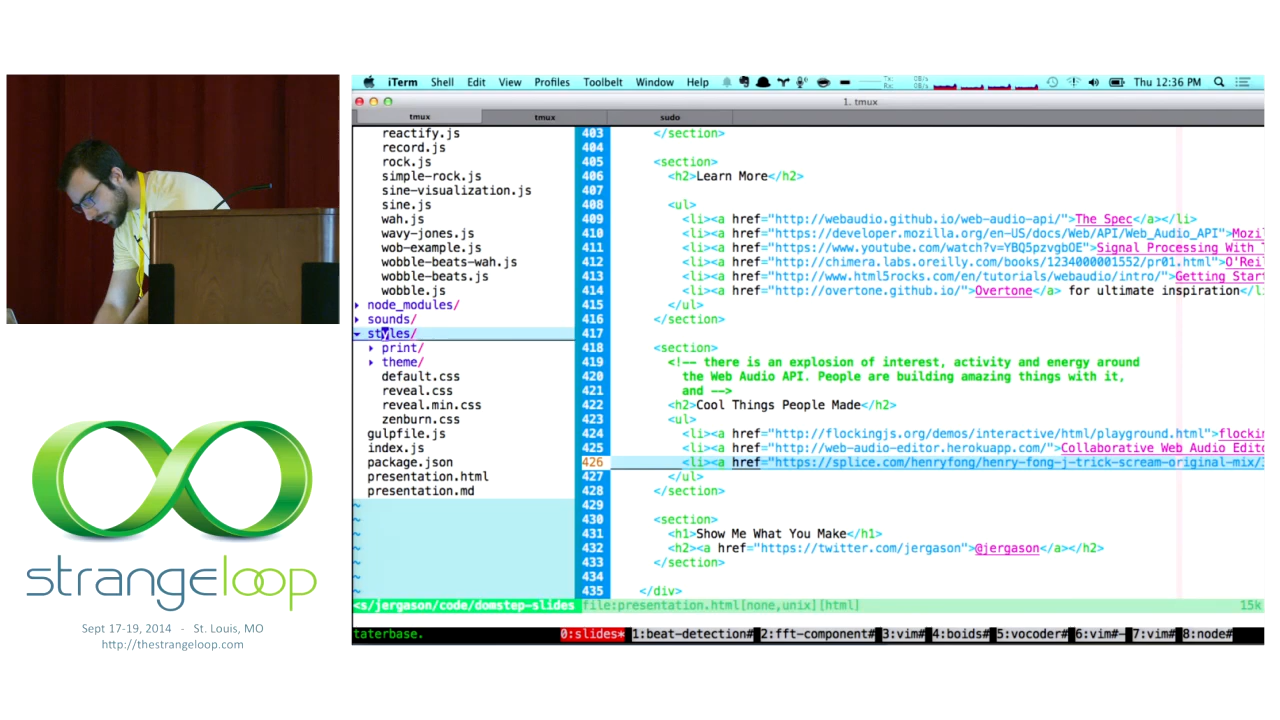 iTerm Shell Edit View Profiles Toolbelt Window Help Tx: Rx: 0B/s 0B/s Thu 12:36 PM
1. tmux
tmux tmux sudo
reactify.js
record.js
rock.js
simple-rock.js
sine-visualization.js
sine.js
wah.js
wavy-jones.js
wob-example.js
wobble-beats-wah.js
wobble-beats.js
wobble.js
node_modules/
sounds/
styles/
print/
theme/
default.css
reveal.css
reveal.min.css
zenburn.css
gulpfile.js
index.js
package.json
presentation.html
presentation.md
~
~
~
~
~
~
~
403 </section>
404
405 <section>
406 <h2>Learn More</h2>
407
408 <ul>
409 <li><a href="http://webaudio.github.io/web-audio-api/">The Spec</a></li>
410 <li><a href="https://developer.mozilla.org/en-US/docs/Web/API/Web_Audio_API">Mozil
411 <li><a href="https://www.youtube.com/watch?v=YBQ5pzvgbOE">Signal Processing With
412 <li><a href="http://chimera.labs.oreilly.com/books/1234000001552/pr01.html">O'Reil
413 <li><a href="http://www.html5rocks.com/en/tutorials/webaudio/intro/">Getting Start
414 <li><a href="http://overtone.github.io/">Overtone</a> for ultimate inspiration</li
415 </ul>
416 </section>
417
418 <section>
419 <!-- there is an explosion of interest, activity and energy around
420 the Web Audio API. People are building amazing things with it,
421 and -->
422 <h2>Cool Things People Made</h2>
423 <ul>
424 <li><a href="http://flockingjs.org/demos/interactive/html/playground.html">flockin
425 <li><a href="http://web-audio-editor.herokuapp.com/">Collaborative Web Audio Edito
426 <li><a href="https://splice.com/henryfong/henry-fong-j-trick-scream-original-mix/
427 </ul>
428 </section>
429
430 <section>
431 <h1>Show Me What You Make</h1>
432 <h2><a href="https://twitter.com/jergason">@jergason</a></h2>
433 </section>
434
435 </div>
<s/jergason/code/domstep-slides file:presentation.html[none,unix][html] 15k
taterbase. 0:slides* 1:beat-detection# 2:fft-component# 3:vim# 4:boids# 5:vocoder# 6:vim#- 7:vim# 8:node#
strangeloop
Sept 17-19, 2014 - St. Louis, MO
http://thestrangeloop.com